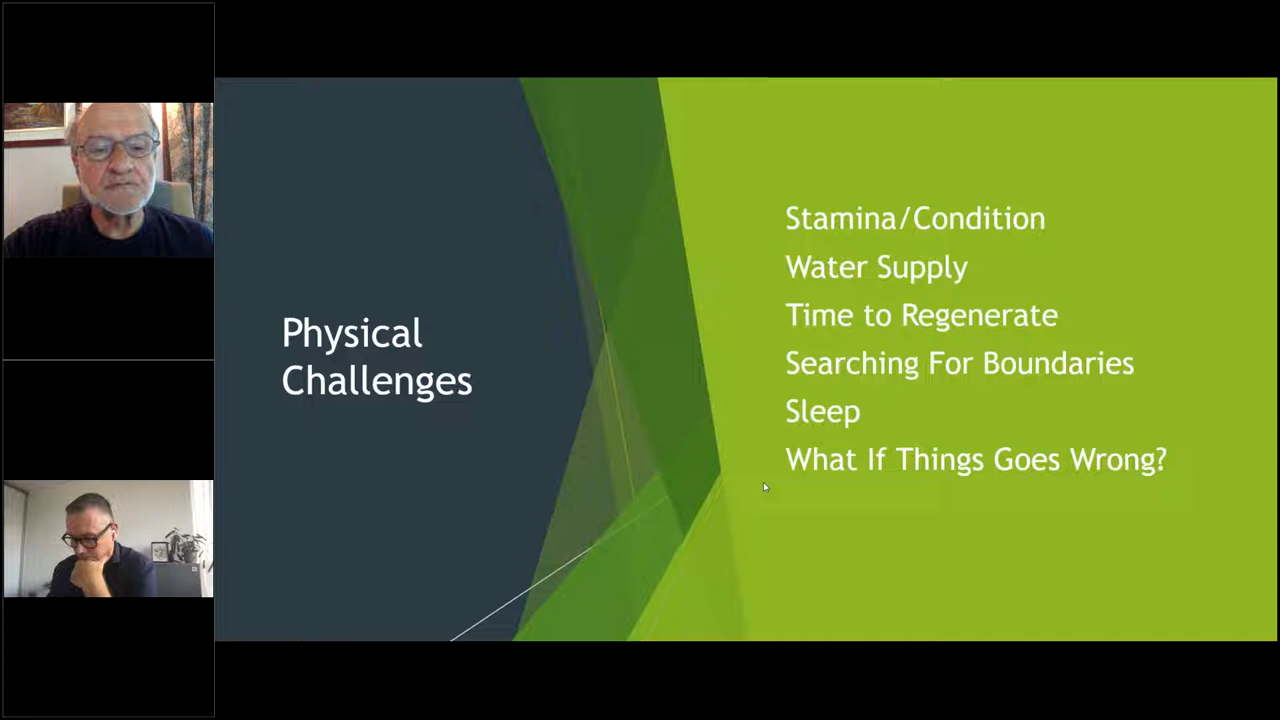 Physical
Challenges
Stamina/Condition
Water Supply
Time to Regenerate
Searching For Boundaries
Sleep
What If Things Goes Wrong?